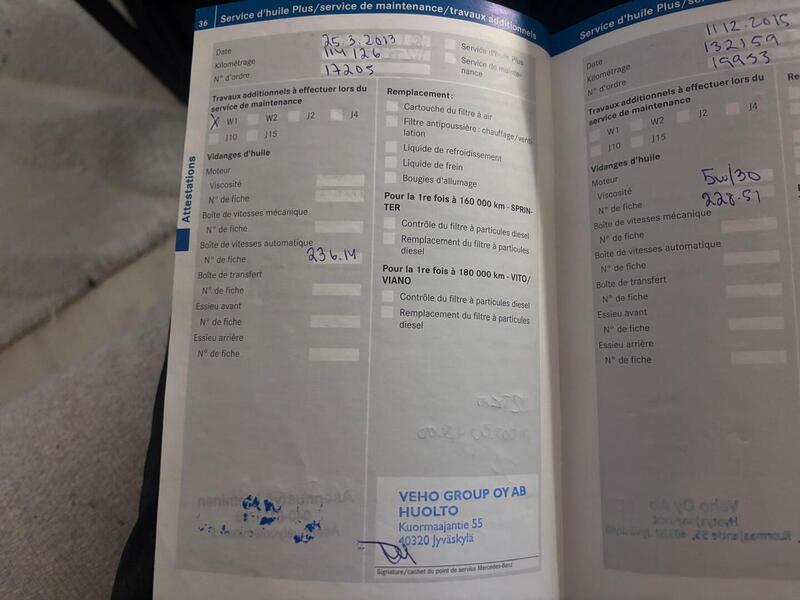 36 Service d'huile Plus/service de maintenance/travaux additionnels
Date 25.3.2013
Kilométrage 114 126
N° d'ordre 17205
Service d'huile Plus
Service de mainte-
nance
Travaux additionnels à effectuer lors du
service de maintenance
X W1 W2 J2 J4
J10 J15
Vidanges d'huile
Moteur
Viscosité
N° de fiche
Boîte de vitesses mécanique
N° de fiche
Boîte de vitesses automatique
N° de fiche 236.14
Boîte de transfert
N° de fiche
Essieu avant
N° de fiche
Essieu arrière
N° de fiche
Attestations
Remplacement:
Cartouche du filtre à air
Filtre antipoussière: chauffage/venti-
lation
Liquide de refroidissement
Liquide de frein
Bougies d'allumage
Pour la 1re fois à 160 000 km - SPRIN-
TER
Contrôle du filtre à particules diesel
Remplacement du filtre à particules
diesel
Pour la 1re fois à 180 000 km - VITO/
VIANO
Contrôle du filtre à particules diesel
Remplacement du filtre à particules
diesel
VEHO GROUP OY AB
HUOLTO
Kuormaajantie 55
40320 Jyväskylä
Signature/cachet du point de service Mercedes-Benz
Service d'huile Plus/
Date 11 12.2015
Kilométrage 132159
N° d'ordre 19953
Travaux additionnels à effectuer lors du
service de maintenance
W1 W2 J2 J4
J10 J15
Vidanges d'huile
Moteur
Viscosité 5w/30
N° de fiche 228.51
Boîte de vitesses mécanique
N° de fiche
Boîte de vitesses automatique
N° de fiche
Boîte de transfert
N° de fiche
Essieu avant
N° de fiche
Essieu arrière
N° de fiche